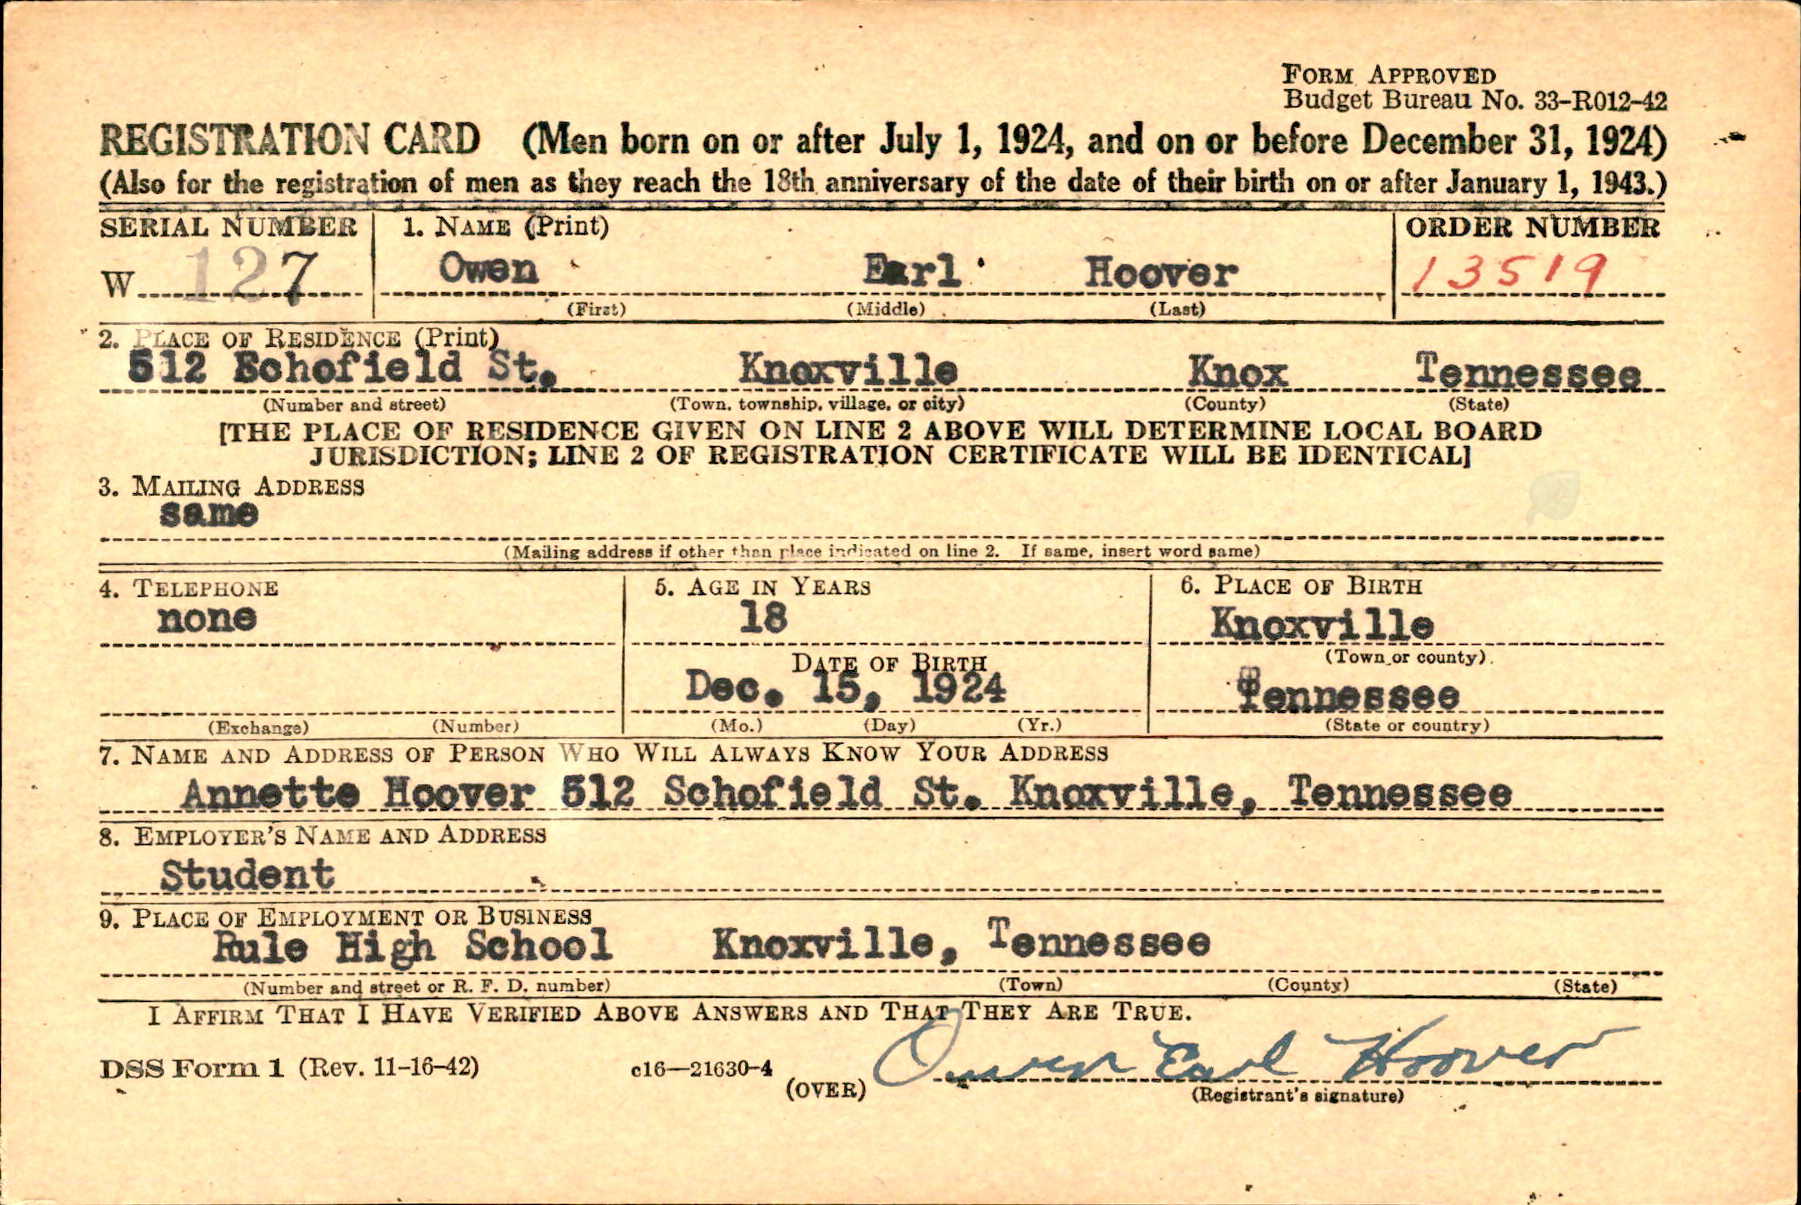 FORM APPROVED
Budget Bureau No. 33-R012-42
REGISTRATION CARD (Men born on or after July 1, 1924, and on or before December 31, 1924)
(Also for the registration of men as they reach the 18th anniversary of the date of their birth on or after January 1, 1943.)
SERIAL NUMBER 1. NAME (Print) ORDER NUMBER
W 127 Owen Earl Hoover 13519
(First) (Middle) (Last)
2. PLACE OF RESIDENCE (Print)
512 Schofield St. Knoxville Knox Tennessee
(Number and street) (Town, township, village, or city) (County) (State)
[THE PLACE OF RESIDENCE GIVEN ON LINE 2 ABOVE WILL DETERMINE LOCAL BOARD
JURISDICTION; LINE 2 OF REGISTRATION CERTIFICATE WILL BE IDENTICAL]
3. MAILING ADDRESS
same
(Mailing address if other than place indicated on line 2. If same, insert word same)
4. TELEPHONE 5. AGE IN YEARS 6. PLACE OF BIRTH
none 18 Knoxville
DATE OF BIRTH (Town or county)
Dec. 15, 1924 Tennessee
(Exchange) (Number) (Mo.) (Day) (Yr.) (State or country)
7. NAME AND ADDRESS OF PERSON WHO WILL ALWAYS KNOW YOUR ADDRESS
Annette Hoover 512 Schofield St. Knoxville, Tennessee
8. EMPLOYER'S NAME AND ADDRESS
Student
9. PLACE OF EMPLOYMENT OR BUSINESS
Rule High School Knoxville, Tennessee
(Number and street or R. F. D. number) (Town) (County) (State)
I AFFIRM THAT I HAVE VERIFIED ABOVE ANSWERS AND THAT THEY ARE TRUE.
DSS Form 1 (Rev. 11-16-42) c16—21630-4 (OVER) Owen Earl Hoover
(Registrant's signature)